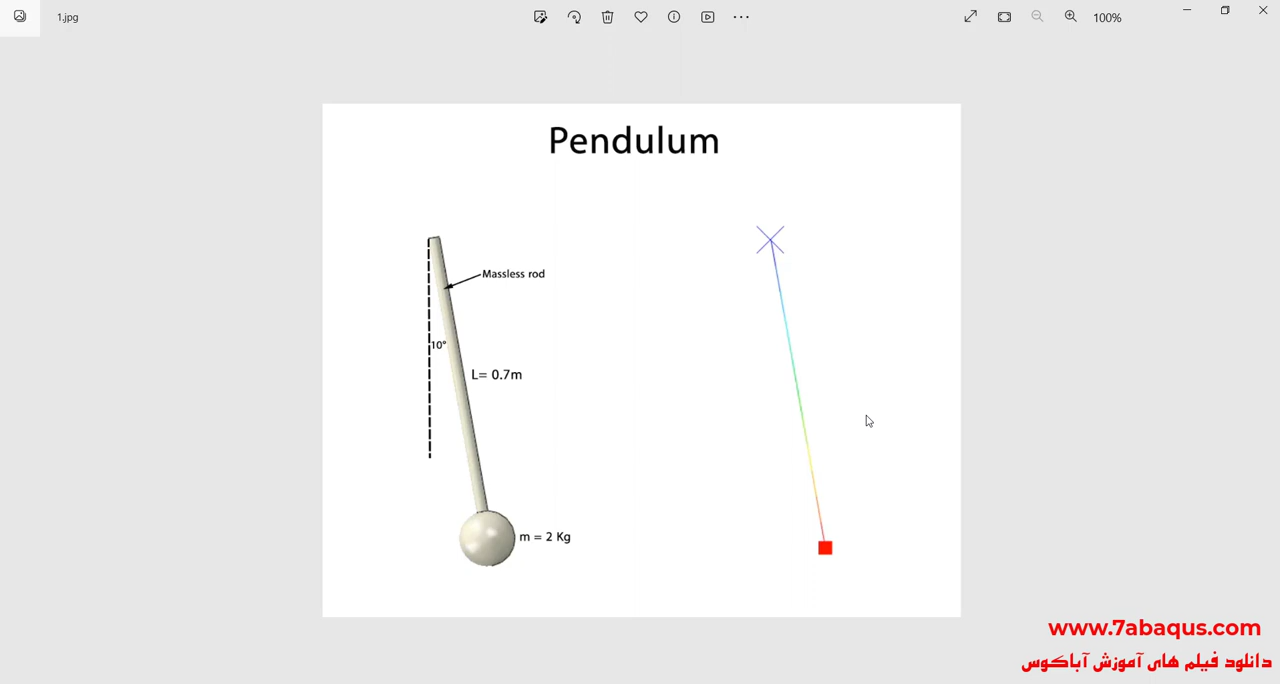 1.jpg
100%
Pendulum
Massless rod
10°
L= 0.7m
m = 2 Kg
www.7abaqus.com
دانلود فیلم های آموزش آباکوس